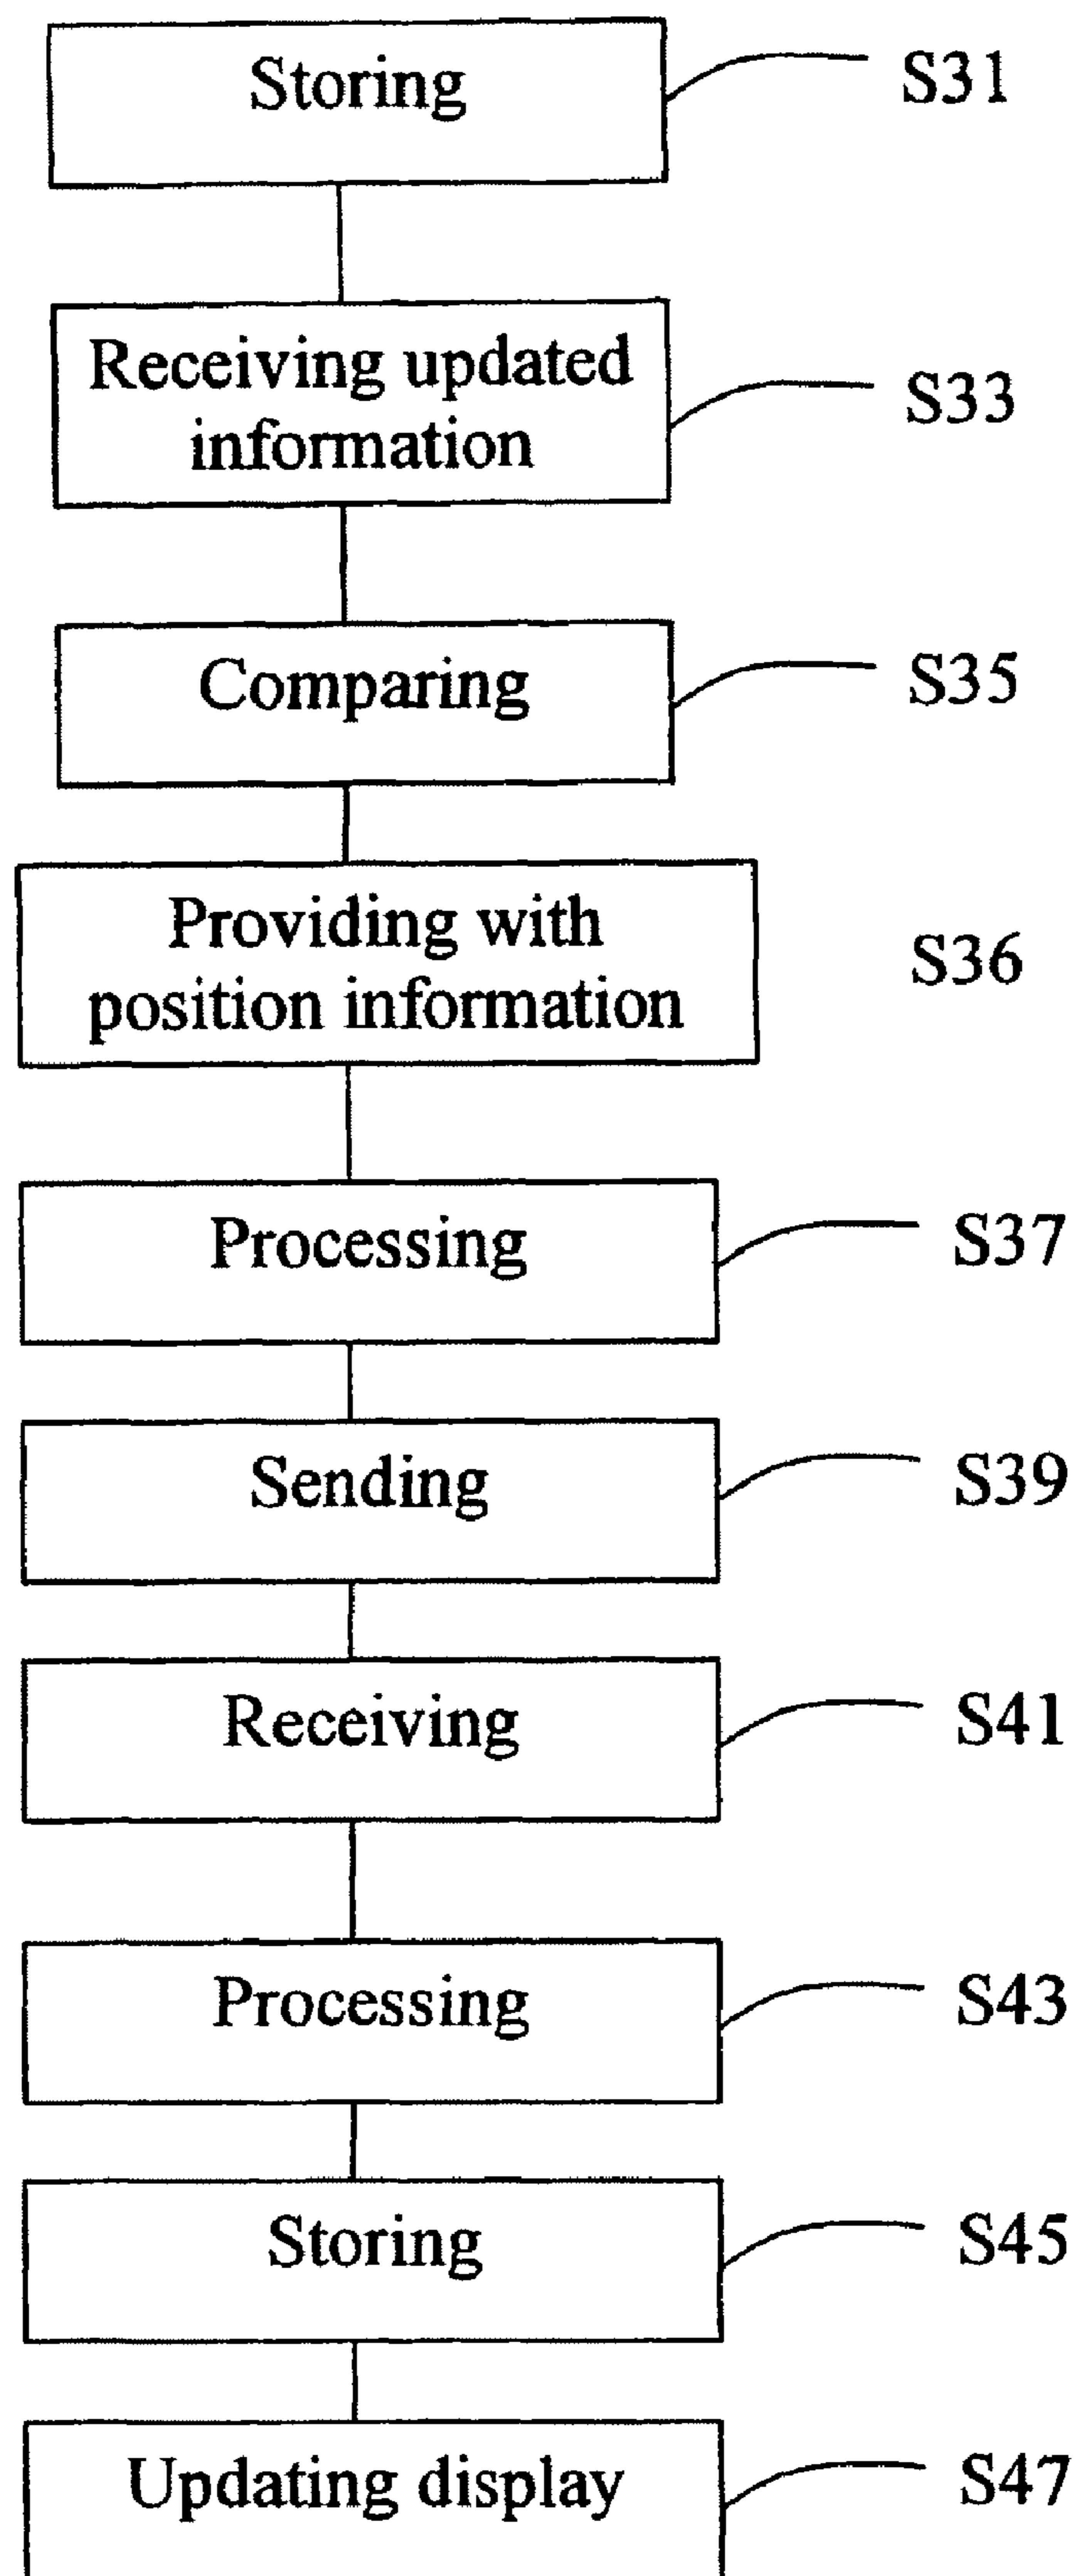 Storing
S31
Receiving updated
information
S33
Comparing
S35
Providing with
position information
S36
Processing
S37
Sending
S39
Receiving
S41
Processing
S43
Storing
S45
Updating display
S47